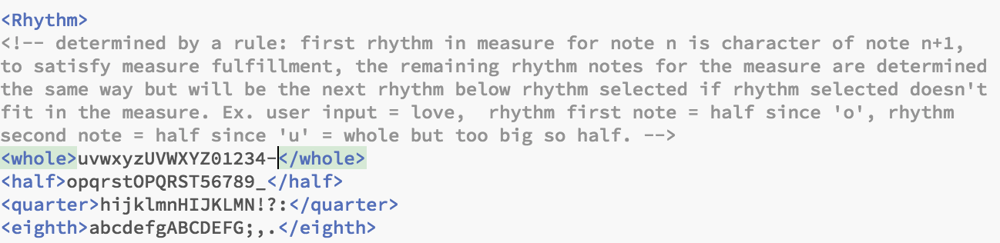 <Rhythm>
<!-- determined by a rule: first rhythm in measure for note n is character of note n+1,
to satisfy measure fulfillment, the remaining rhythm notes for the measure are determined
the same way but will be the next rhythm below rhythm selected if rhythm selected doesn't
fit in the measure. Ex. user input = love,  rhythm first note = half since 'o', rhythm
second note = half since 'u' = whole but too big so half. -->
<whole>uvwxyzUVWXYZ01234-</whole>
<half>opqrstOPQRST56789_</half>
<quarter>hijklmnHIJKLMN!?:</quarter>
<eighth>abcdefgABCDEFG;,.</eighth>